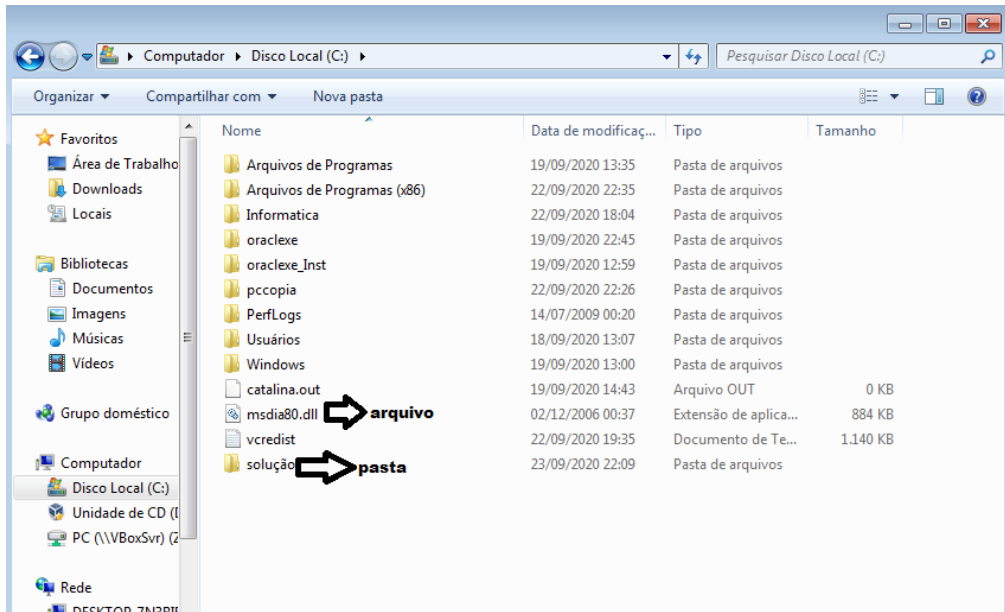 Computador ▸ Disco Local (C:) ▸ Pesquisar Disco Local (C:)
Organizar Compartilhar com Nova pasta
Favoritos
Área de Trabalho
Downloads
Locais
Bibliotecas
Documentos
Imagens
Músicas
Vídeos
Grupo doméstico
Computador
Disco Local (C:)
Unidade de CD (
PC (\\VBoxSvr) (
Rede
Nome Data de modificaç... Tipo Tamanho
Arquivos de Programas 19/09/2020 13:35 Pasta de arquivos
Arquivos de Programas (x86) 22/09/2020 22:35 Pasta de arquivos
Informatica 22/09/2020 18:04 Pasta de arquivos
oraclexe 19/09/2020 22:45 Pasta de arquivos
oraclexe_Inst 19/09/2020 12:59 Pasta de arquivos
pccopia 22/09/2020 22:26 Pasta de arquivos
PerfLogs 14/07/2009 00:20 Pasta de arquivos
Usuários 18/09/2020 13:07 Pasta de arquivos
Windows 19/09/2020 13:00 Pasta de arquivos
catalina.out 19/09/2020 14:43 Arquivo OUT 0 KB
msdia80.dll arquivo 02/12/2006 00:37 Extensão de aplica... 884 KB
vcredist 22/09/2020 19:35 Documento de Te... 1.140 KB
solução pasta 23/09/2020 22:09 Pasta de arquivos